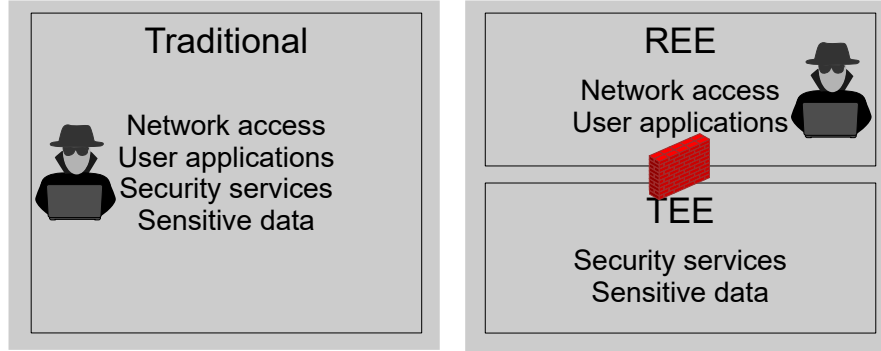 Traditional
Network access
User applications
Security services
Sensitive data
REE
Network access
User applications
TEE
Security services
Sensitive data